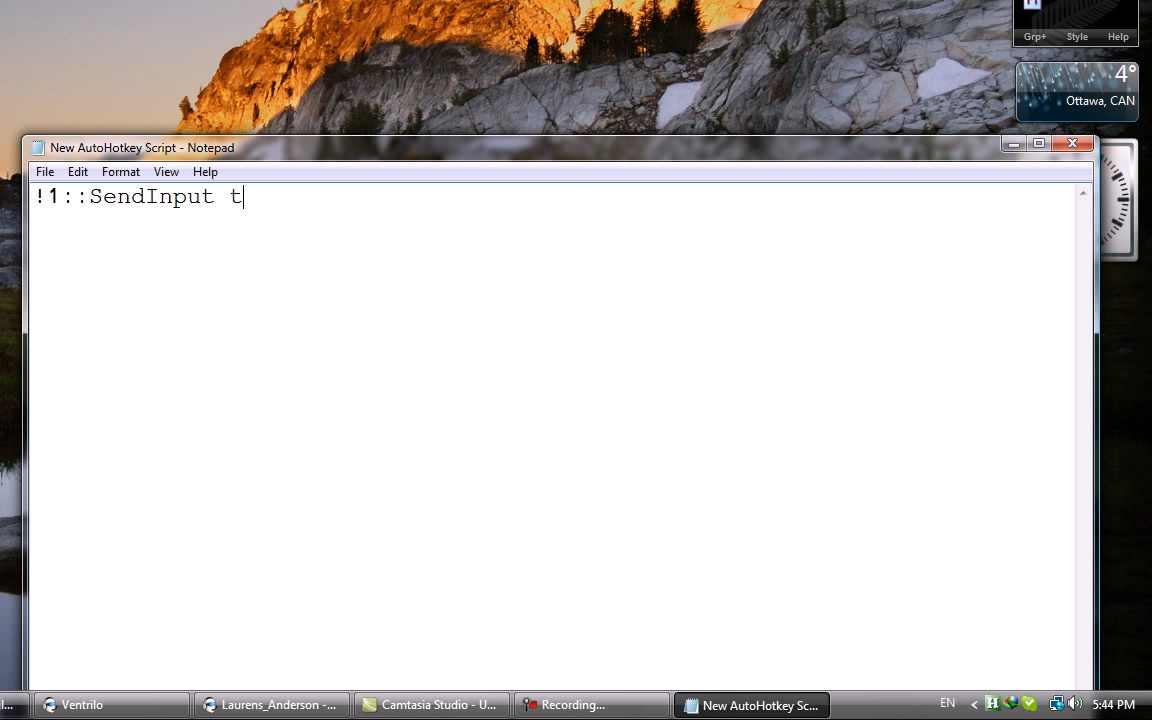 Grp+ Style Help
4°
Ottawa, CAN
New AutoHotkey Script - Notepad
File Edit Format View Help
!1::SendInput t
l... Ventrilo Laurens_Anderson -... Camtasia Studio - U... Recording... New AutoHotkey Sc... EN < H 5:44 PM